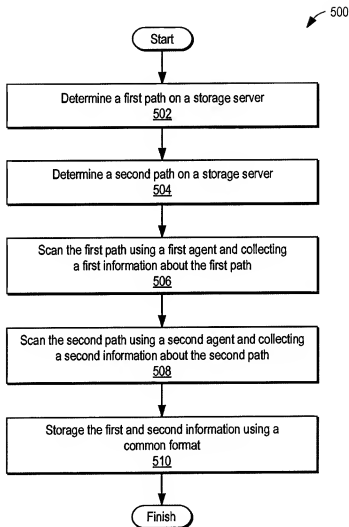 500
Start
Determine a first path on a storage server
502
Determine a second path on a storage server
504
Scan the first path using a first agent and collecting
a first information about the first path
506
Scan the second path using a second agent and collecting
a second information about the second path
508
Storage the first and second information using a
common format
510
Finish